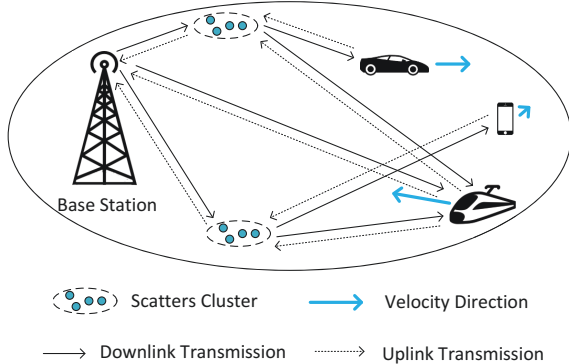 Base Station
Scatters Cluster
Velocity Direction
Downlink Transmission
Uplink Transmission